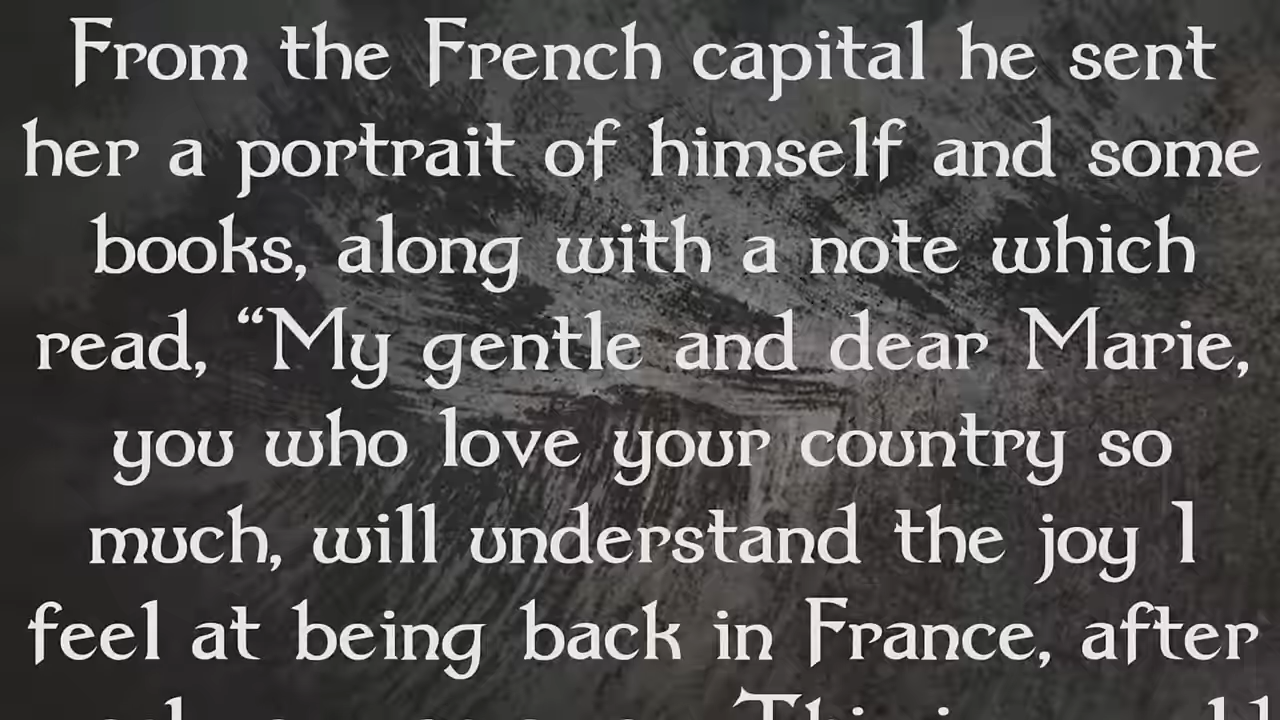 From the French capital he sent
her a portrait of himself and some
books, along with a note which
read, “My gentle and dear Marie,
you who love your country so
much, will understand the joy I
feel at being back in France, after